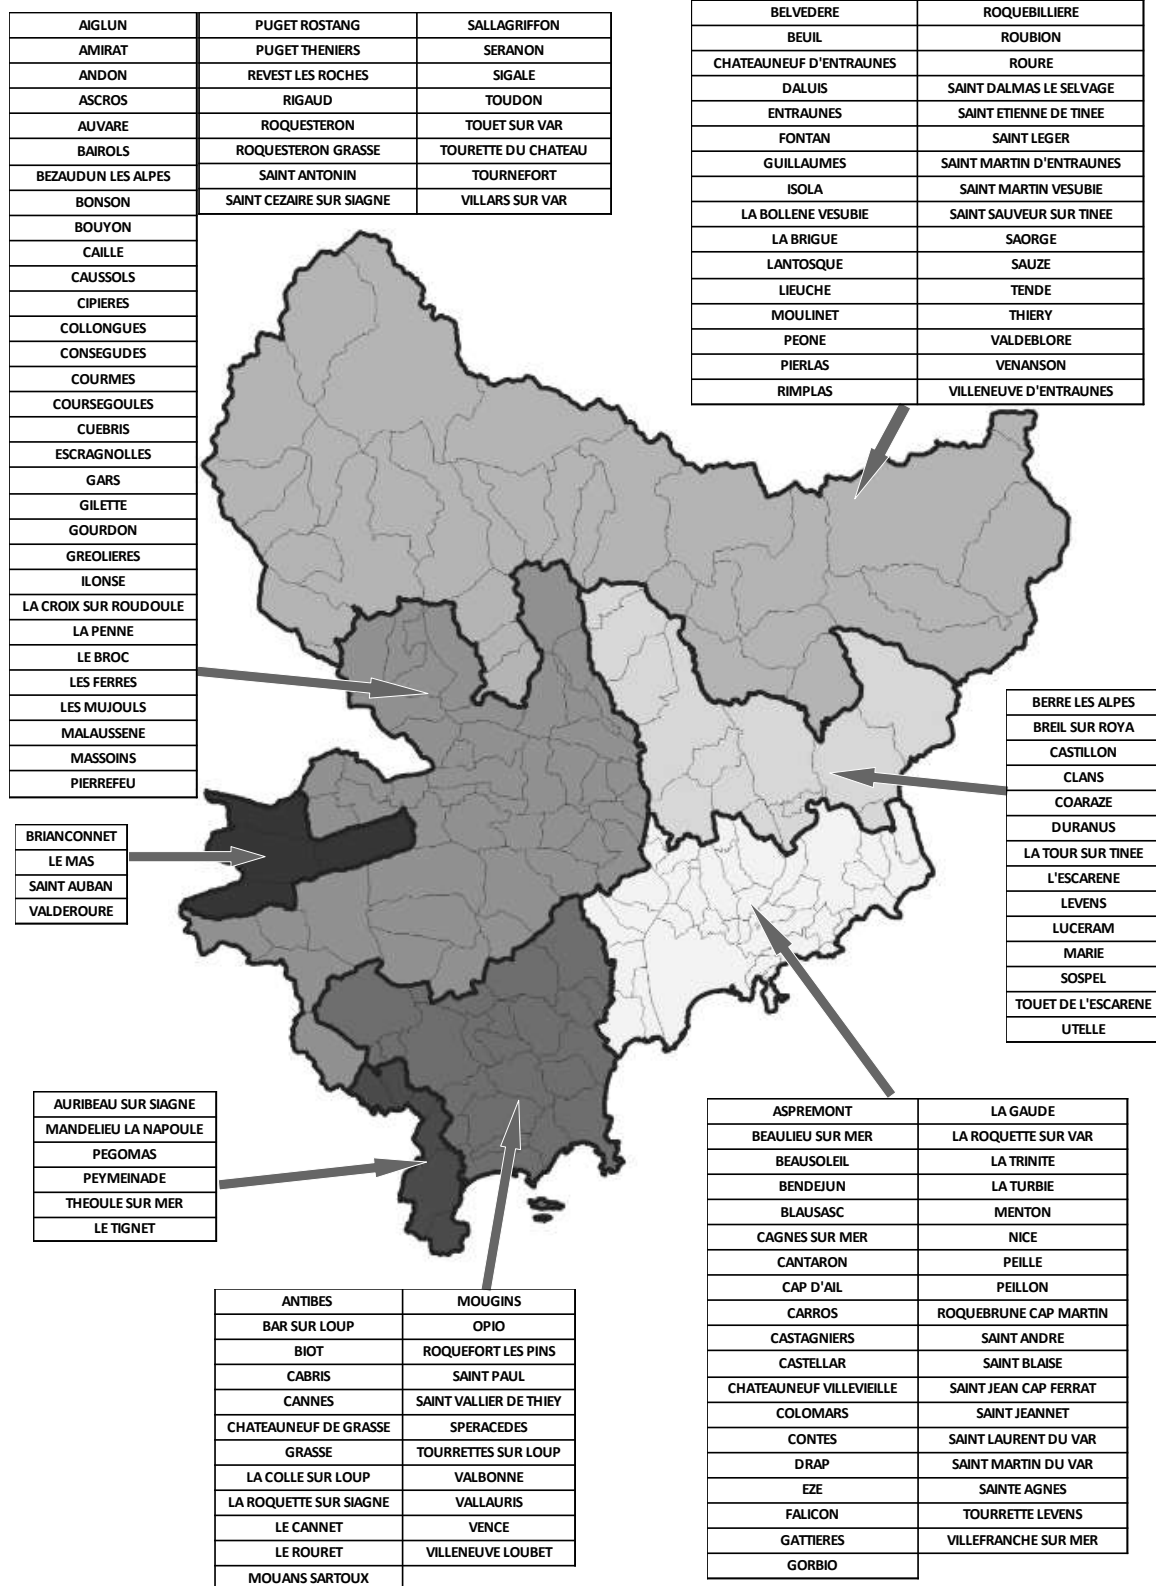 AIGLUN PUGET ROSTANG SALLAGRIFFON
AMIRAT PUGET THENIERS SERANON
ANDON REVEST LES ROCHES SIGALE
ASCROS RIGAUD TOUDON
AUVARE ROQUESTERON TOUET SUR VAR
BAIROLS ROQUESTERON GRASSE TOURETTE DU CHATEAU
BEZAUDUN LES ALPES SAINT ANTONIN TOURNEFORT
BONSON SAINT CEZAIRE SUR SIAGNE VILLARS SUR VAR
BOUYON
CAILLE
CAUSSOLS
CIPIERES
COLLONGUES
CONSEGUDES
COURMES
COURSEGOULES
CUEBRIS
ESCRAGNOLLES
GARS
GILETTE
GOURDON
GREOLIERES
ILONSE
LA CROIX SUR ROUDOULE
LA PENNE
LE BROC
LES FERRES
LES MUJOULS
MALAUSSENE
MASSOINS
PIERREFEU
BELVEDERE ROQUEBILLIERE
BEUIL ROUBION
CHATEAUNEUF D'ENTRAUNES ROURE
DALUIS SAINT DALMAS LE SELVAGE
ENTRAUNES SAINT ETIENNE DE TINEE
FONTAN SAINT LEGER
GUILLAUMES SAINT MARTIN D'ENTRAUNES
ISOLA SAINT MARTIN VESUBIE
LA BOLLENE VESUBIE SAINT SAUVEUR SUR TINEE
LA BRIGUE SAORGE
LANTOSQUE SAUZE
LIEUCHE TENDE
MOULINET THIERY
PEONE VALDEBLORE
PIERLAS VENANSON
RIMPLAS VILLENEUVE D'ENTRAUNES
BERRE LES ALPES
BREIL SUR ROYA
CASTILLON
CLANS
COARAZE
DURANUS
LA TOUR SUR TINEE
L'ESCARENE
LEVENS
LUCERAM
MARIE
SOSPEL
TOUET DE L'ESCARENE
UTELLE
BRIANCONNET
LE MAS
SAINT AUBAN
VALDEROURE
AURIBEAU SUR SIAGNE
MANDELIEU LA NAPOULE
PEGOMAS
PEYMEINADE
THEOULE SUR MER
LE TIGNET
ANTIBES MOUGINS
BAR SUR LOUP OPIO
BIOT ROQUEFORT LES PINS
CABRIS SAINT PAUL
CANNES SAINT VALLIER DE THIEY
CHATEAUNEUF DE GRASSE SPERACEDES
GRASSE TOURRETTES SUR LOUP
LA COLLE SUR LOUP VALBONNE
LA ROQUETTE SUR SIAGNE VALLAURIS
LE CANNET VENCE
LE ROURET VILLENEUVE LOUBET
MOUANS SARTOUX
ASPREMONT LA GAUDE
BEAULIEU SUR MER LA ROQUETTE SUR VAR
BEAUSOLEIL LA TRINITE
BENDEJUN LA TURBIE
BLAUSASC MENTON
CAGNES SUR MER NICE
CANTARON PEILLE
CAP D'AIL PEILLON
CARROS ROQUEBRUNE CAP MARTIN
CASTAGNIERS SAINT ANDRE
CASTELLAR SAINT BLAISE
CHATEAUNEUF VILLEVIEILLE SAINT JEAN CAP FERRAT
COLOMARS SAINT JEANNET
CONTES SAINT LAURENT DU VAR
DRAP SAINT MARTIN DU VAR
EZE SAINTE AGNES
FALICON TOURRETTE LEVENS
GATTIERES VILLEFRANCHE SUR MER
GORBIO